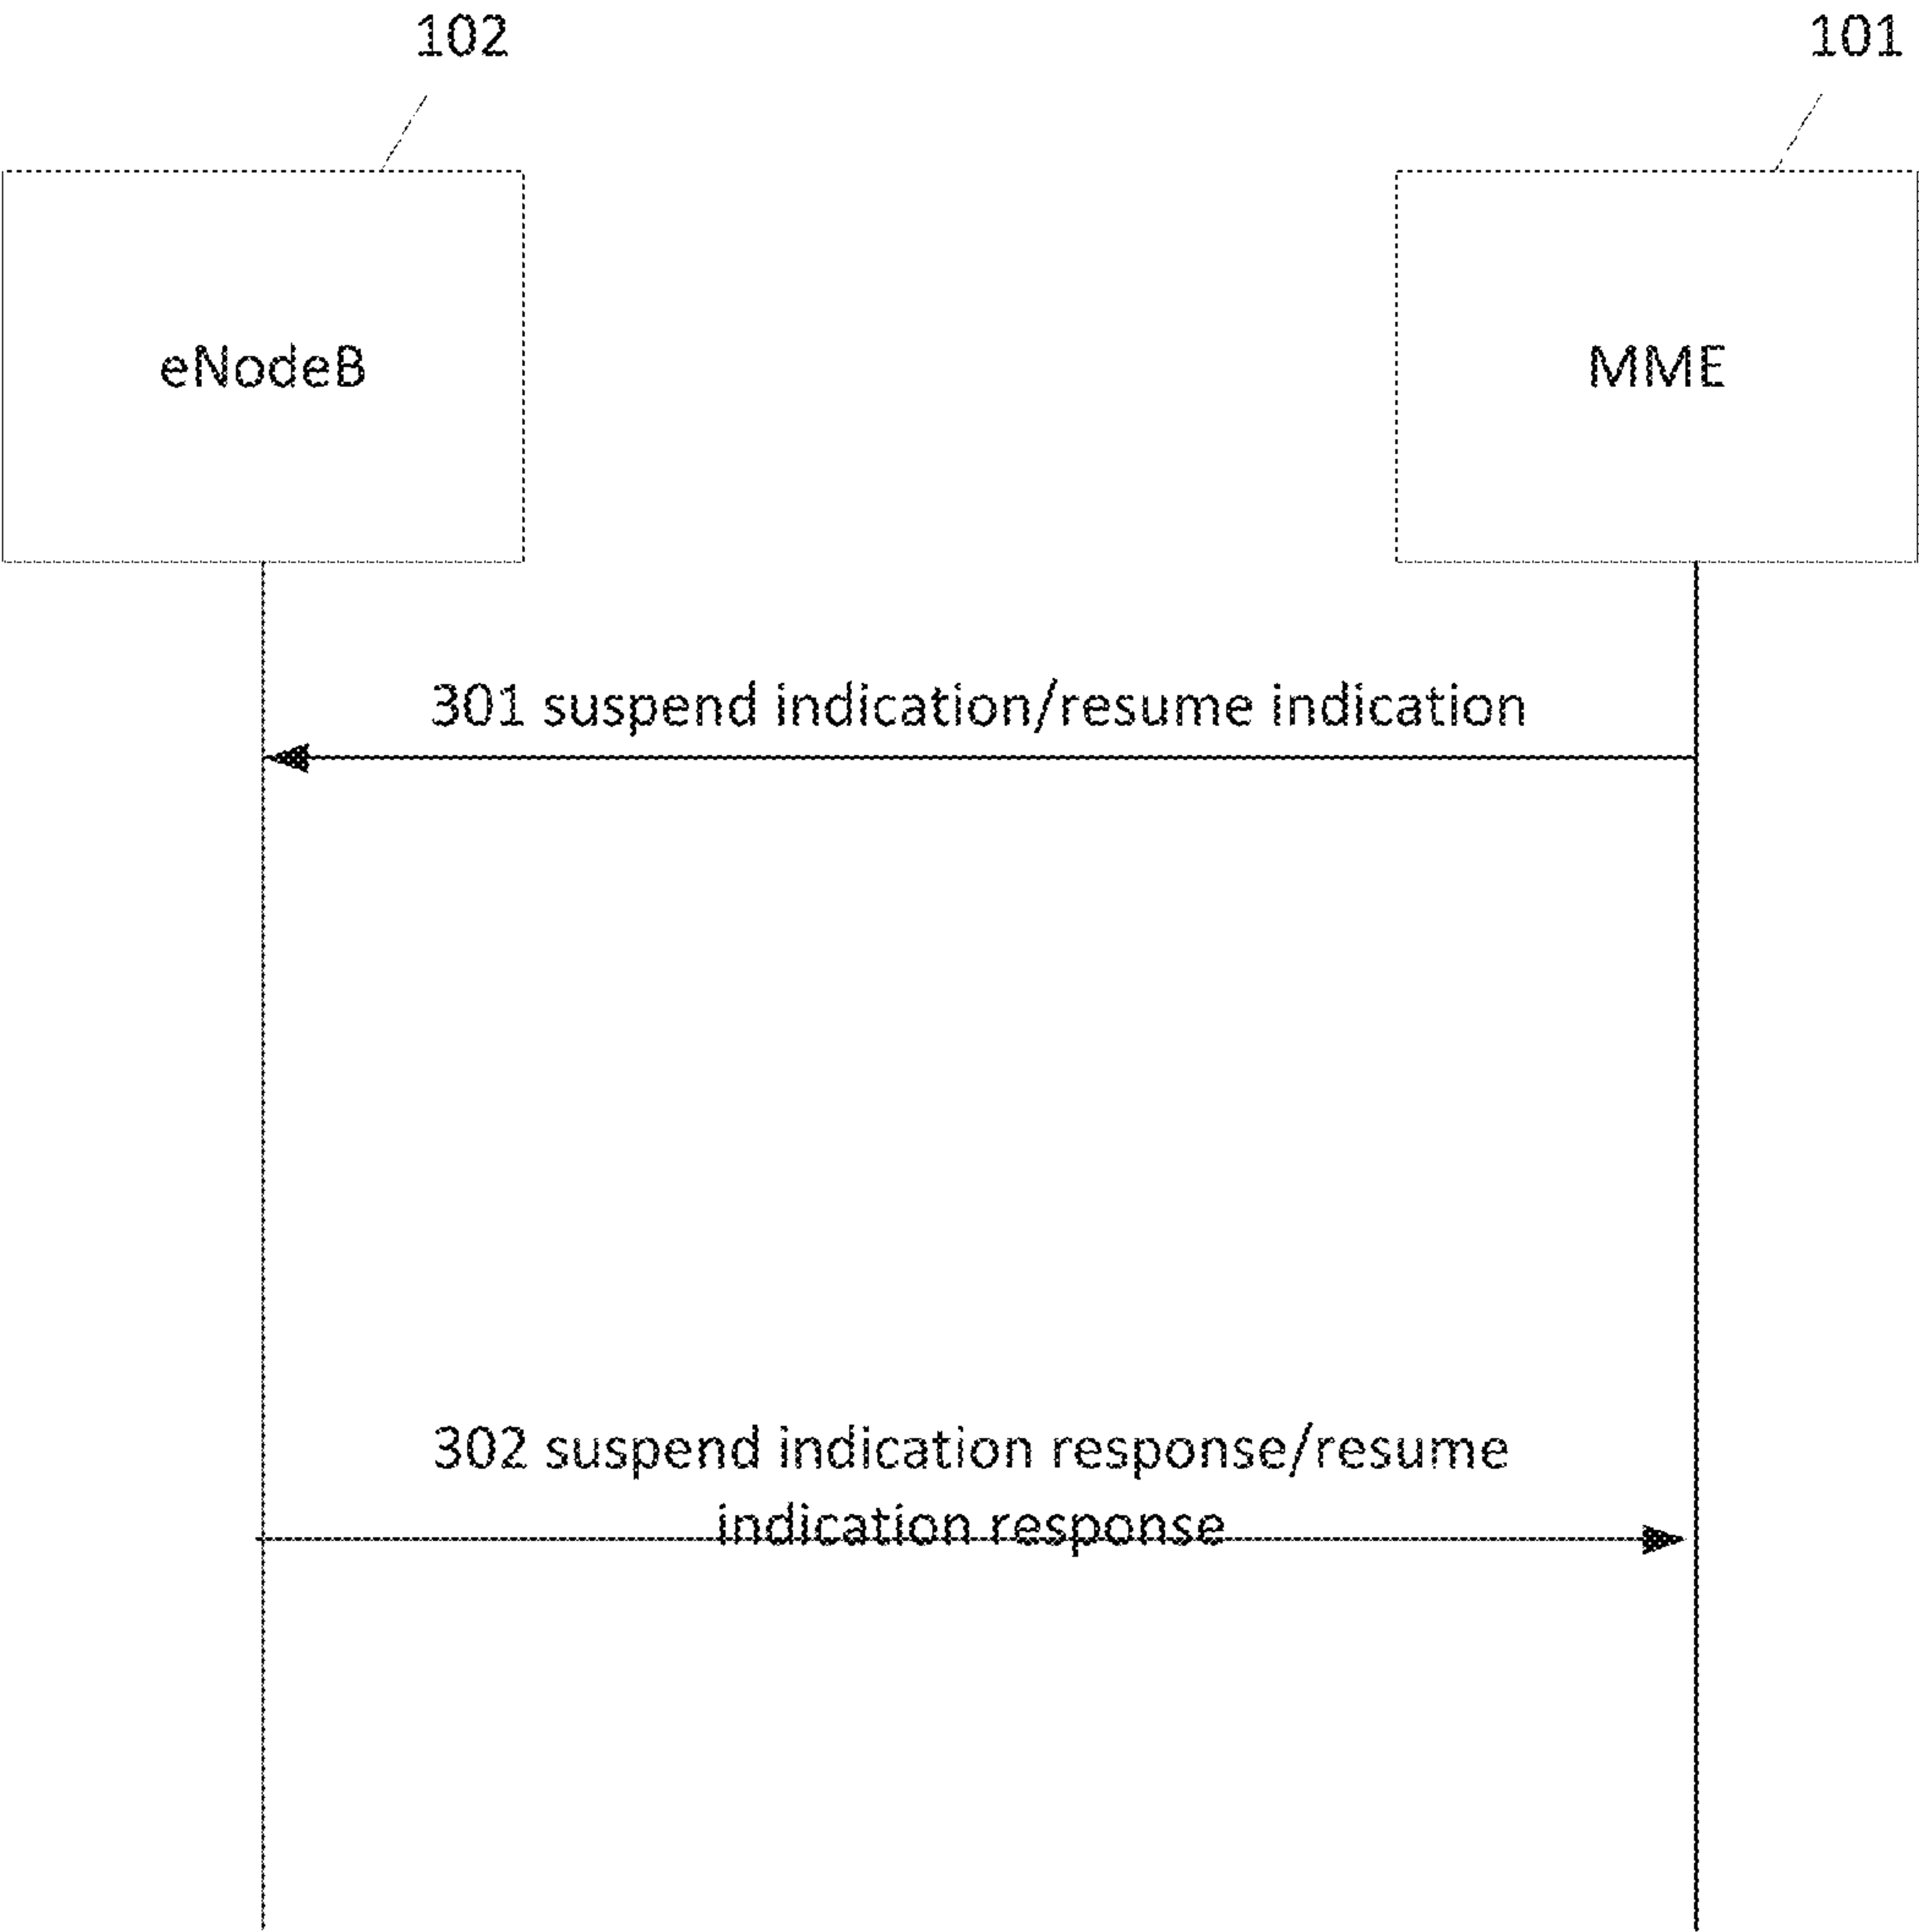 102
101
eNodeB
MME
301 suspend indication/resume indication
302 suspend indication response/resume
indication response